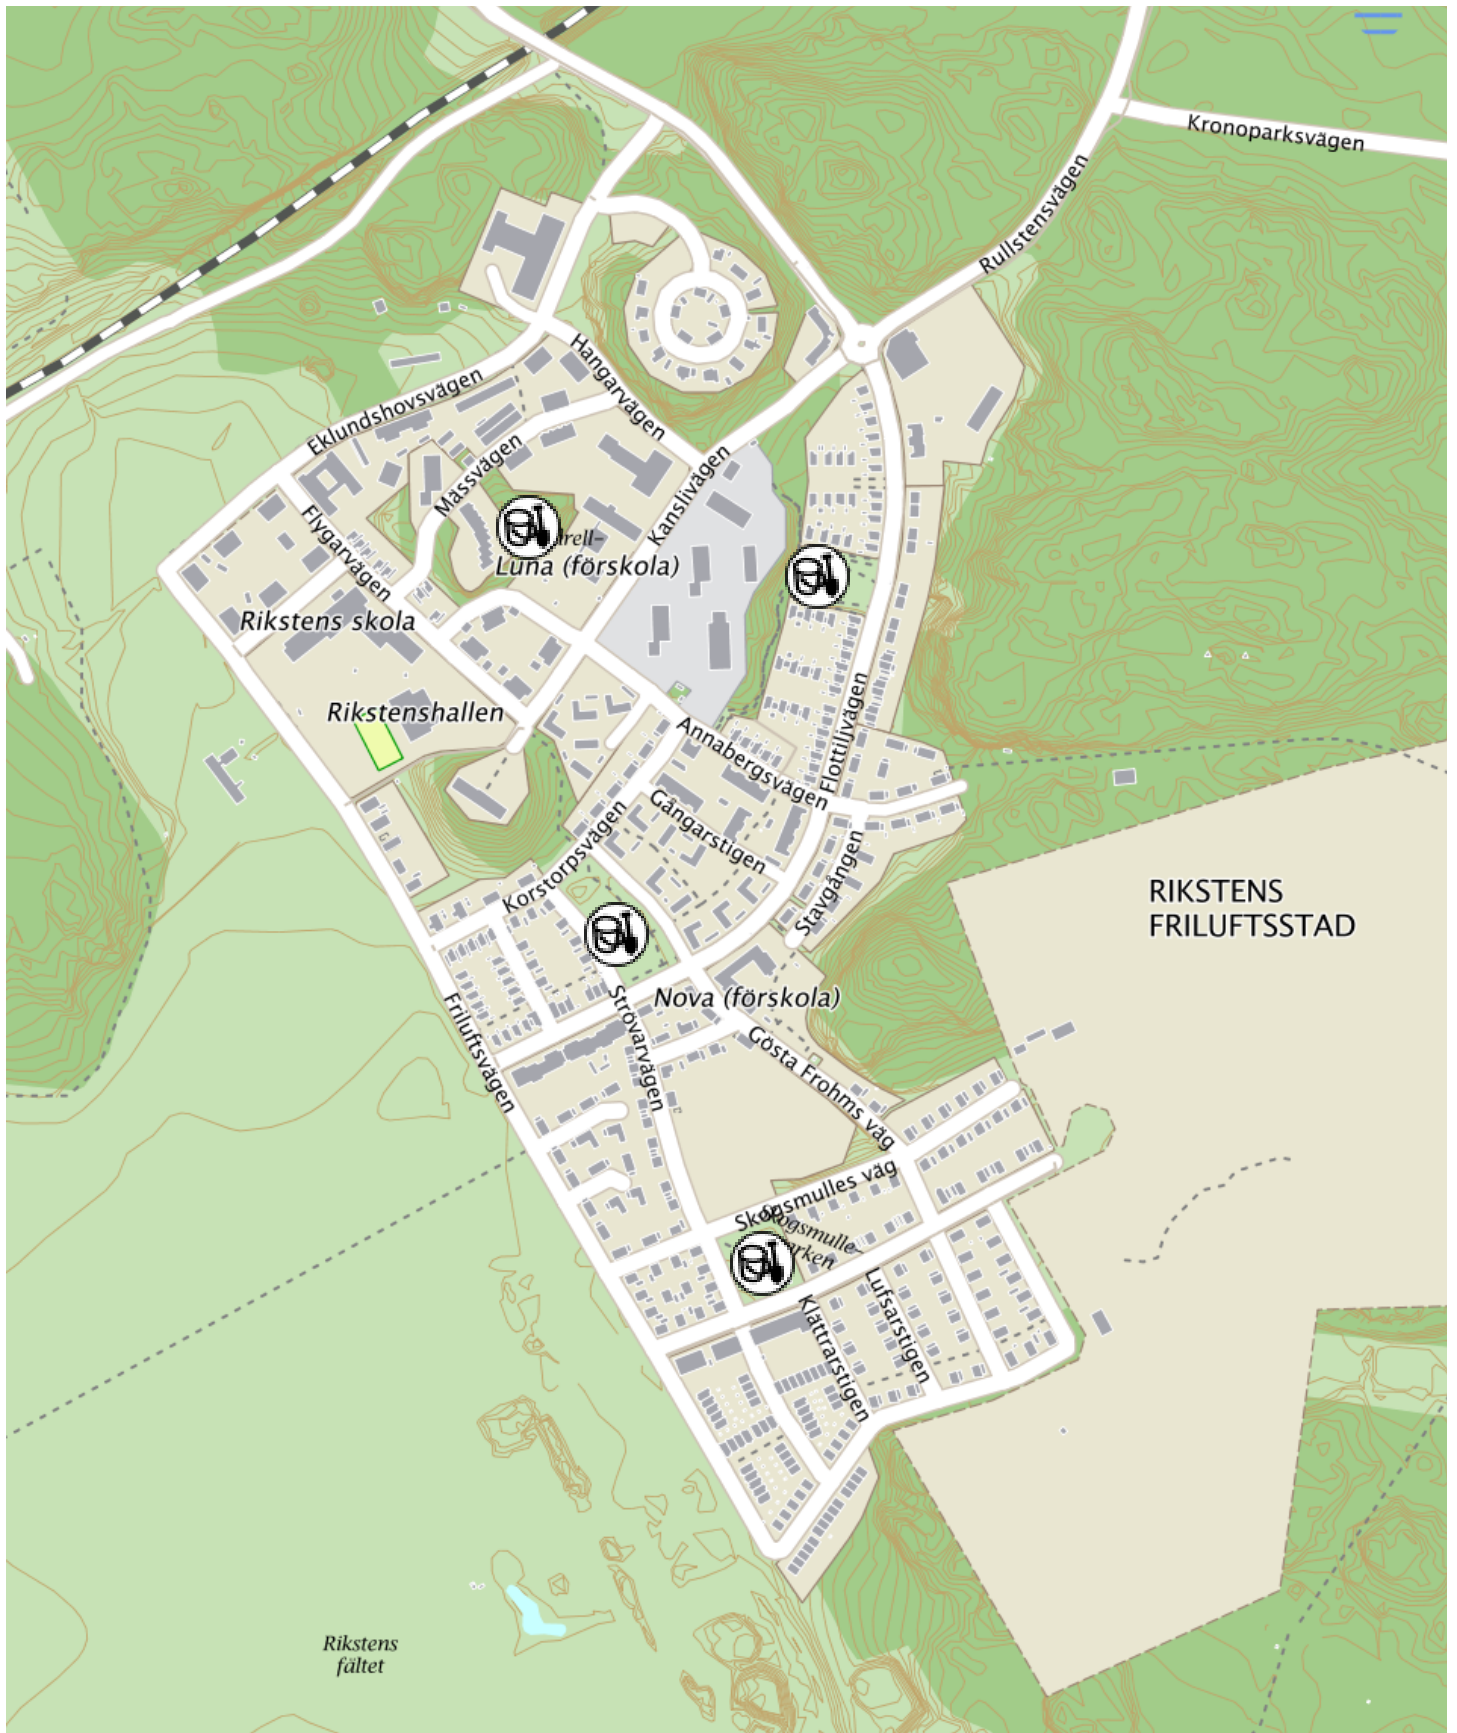 Kronoparksvägen
Rullstensvägen
Hangarvägen
Eklundshovsvägen
Mässvägen
Kanslivägen
Flygarvägen
Luna (förskola)
Rikstens skola
Rikstenshallen
Annabergsvägen
Flottiljvägen
Gångarstigen
Korstorpsvägen
Stavgången
RIKSTENS
FRILUFTSSTAD
Nova (förskola)
Strövarvägen
Friluftsvägen
Gösta Frohms väg
Skogsmulles väg
Klättrarstigen
Lufsarstigen
Rikstens
fältet